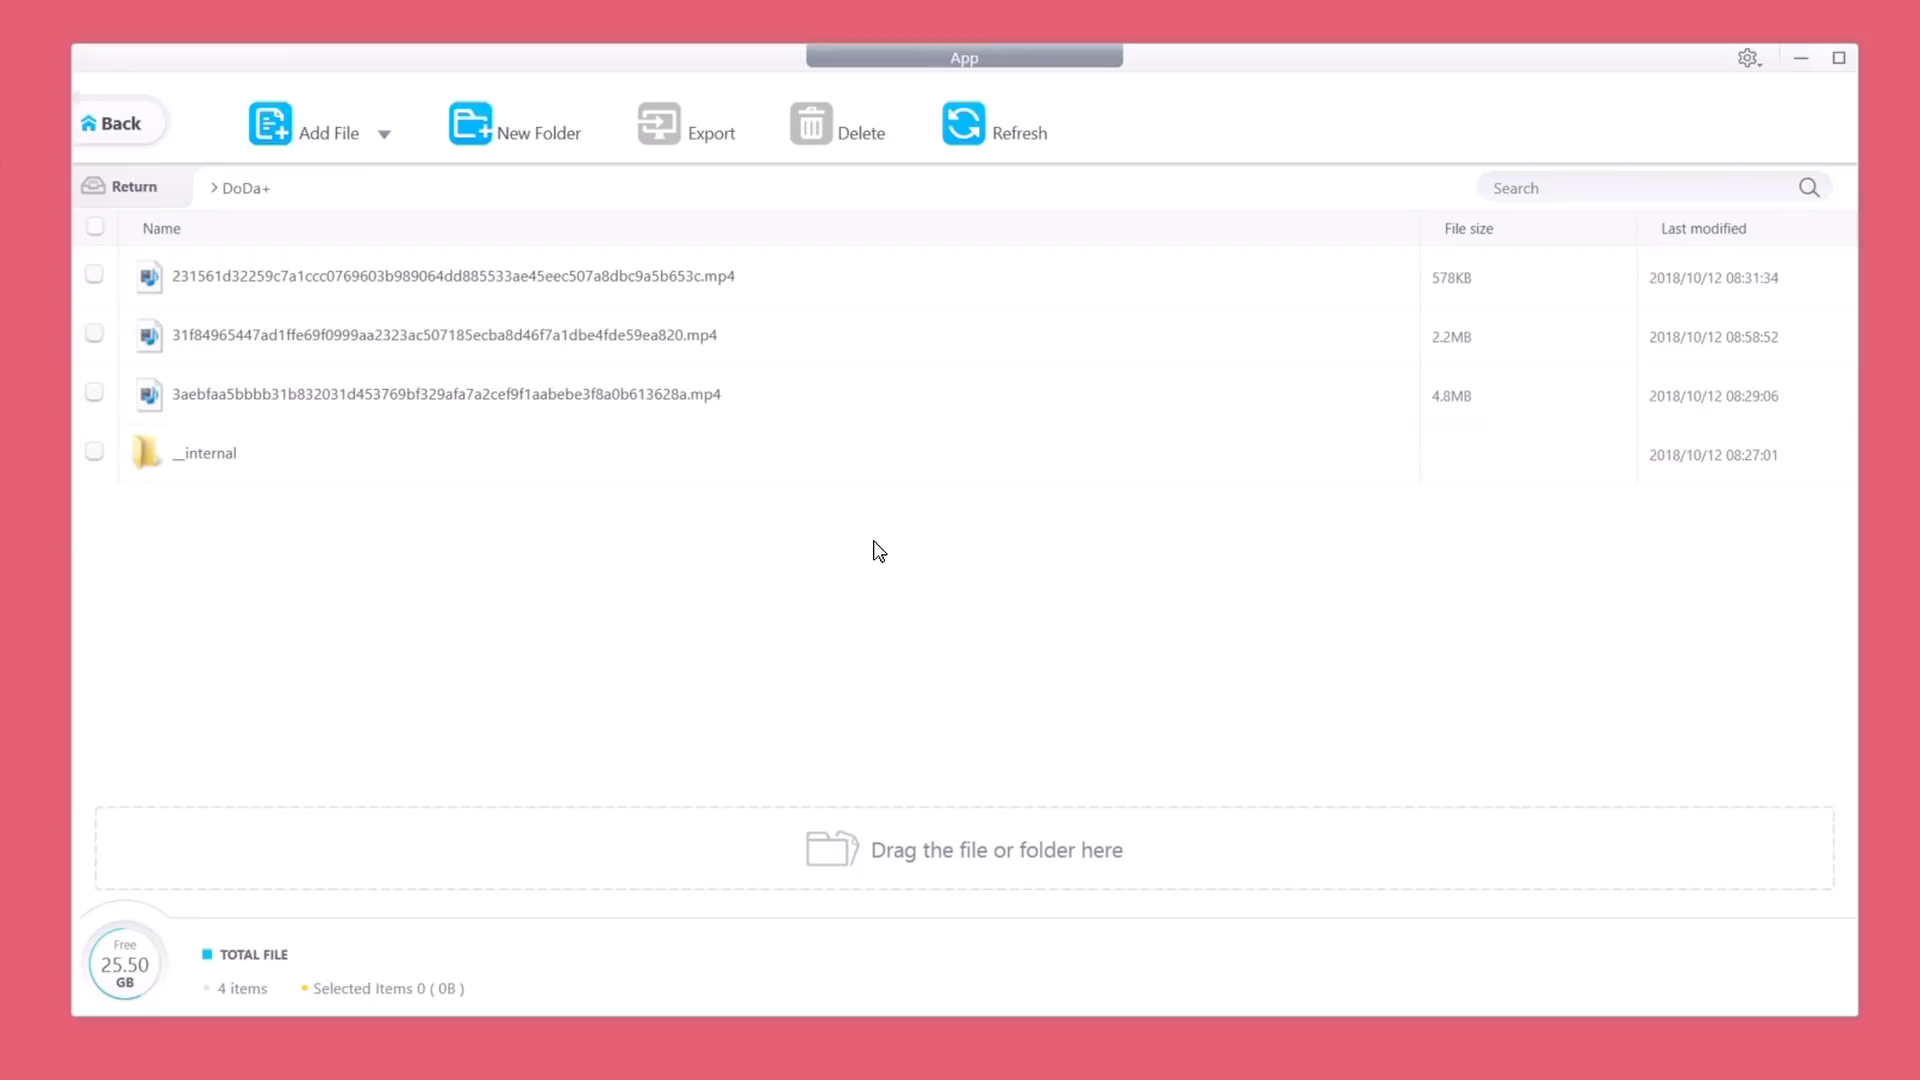 App
Back
Add File
New Folder
Export
Delete
Refresh
Return
> DoDa+
Search
Name
File size
Last modified
231561d32259c7a1ccc0769603b989064dd885533ae45eec507a8dbc9a5b653c.mp4
578KB
2018/10/12 08:31:34
31f84965447ad1ffe69f0999aa2323ac507185ecba8d46f7a1dbe4fde59ea820.mp4
2.2MB
2018/10/12 08:58:52
3aebfaa5bbbb31b832031d453769bf329afa7a2cef9f1aabebe3f8a0b613628a.mp4
4.8MB
2018/10/12 08:29:06
__internal
2018/10/12 08:27:01
Drag the file or folder here
Free
25.50
GB
TOTAL FILE
4 items
Selected Items 0 ( 0B )